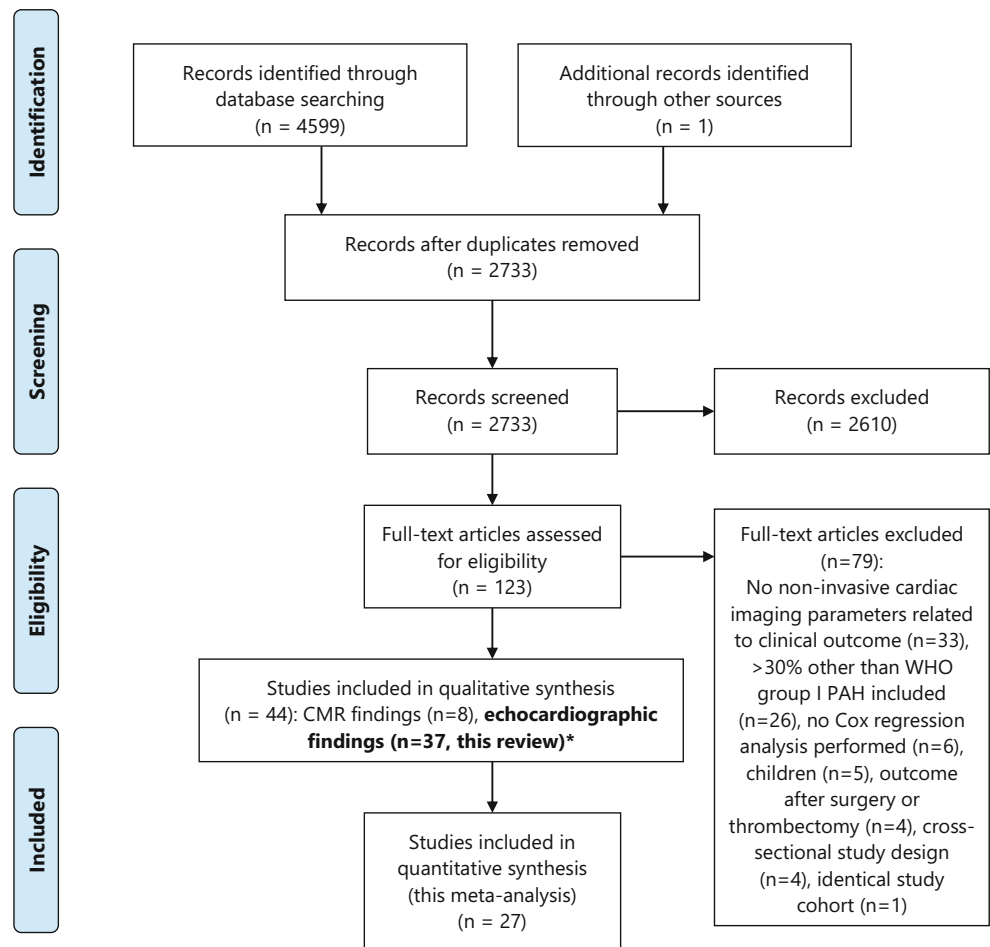 Identification
Records identified through
database searching
(n = 4599)
Additional records identified
through other sources
(n = 1)
Records after duplicates removed
(n = 2733)
Screening
Records screened
(n = 2733)
Records excluded
(n = 2610)
Eligibility
Full-text articles assessed
for eligibility
(n = 123)
Full-text articles excluded
(n=79):
No non-invasive cardiac
imaging parameters related
to clinical outcome (n=33),
>30% other than WHO
group I PAH included
(n=26), no Cox regression
analysis performed (n=6),
children (n=5), outcome
after surgery or
thrombectomy (n=4), cross-
sectional study design
(n=4), identical study
cohort (n=1)
Studies included in qualitative synthesis
(n = 44): CMR findings (n=8), echocardiographic
findings (n=37, this review)*
Included
Studies included in
quantitative synthesis
(this meta-analysis)
(n = 27)